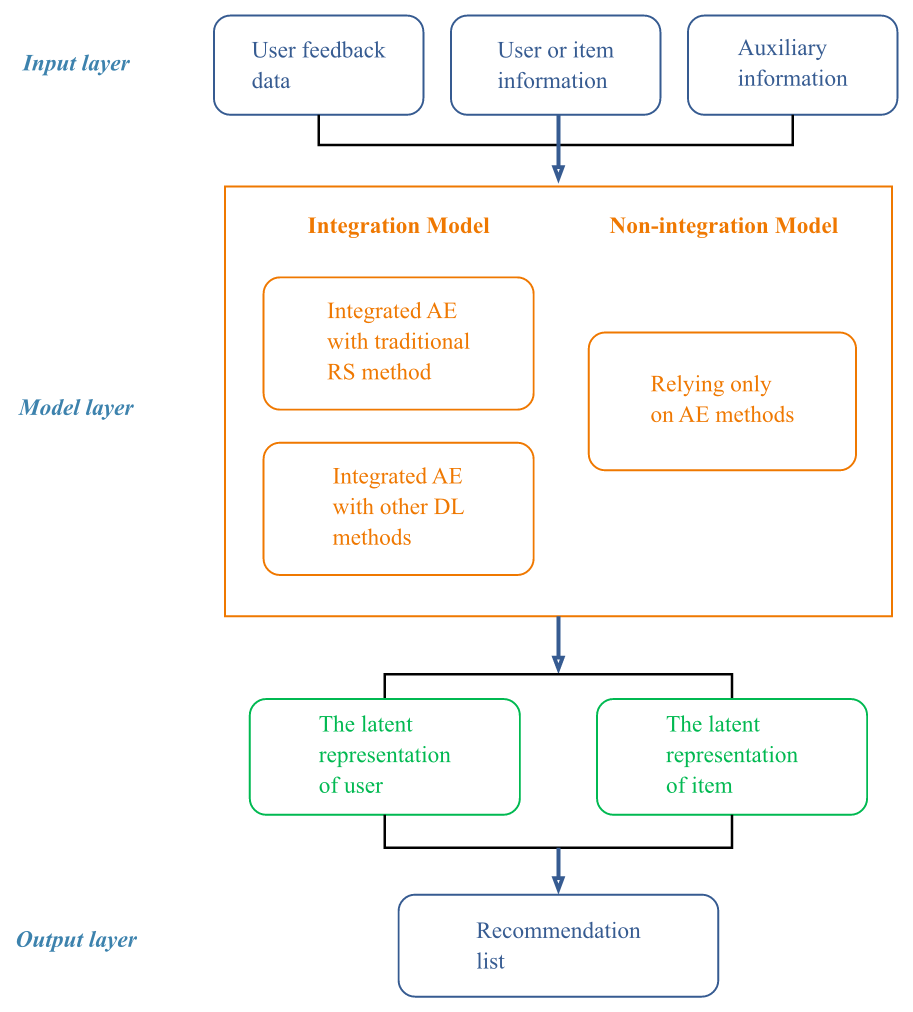 Input layer
User feedback
data
User or item
information
Auxiliary
information
Integration Model
Non-integration Model
Integrated AE
with traditional
RS method
Relying only
on AE methods
Model layer
Integrated AE
with other DL
methods
The latent
representation
of user
The latent
representation
of item
Output layer
Recommendation
list